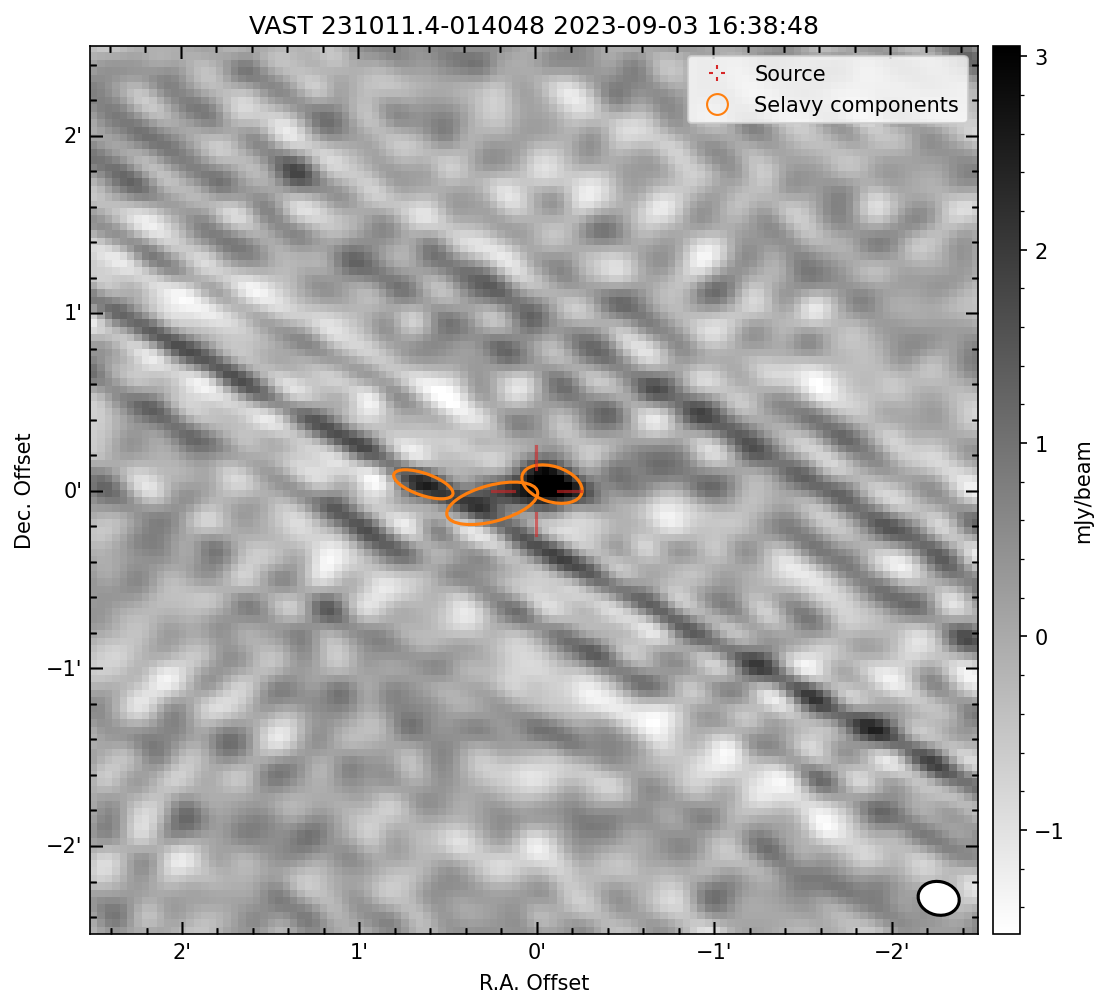 VAST 231011.4-014048 2023-09-03 16:38:48
Source
Selavy components
2'
1'
0'
−1'
−2'
Dec. Offset
2'
1'
0'
−1'
−2'
R.A. Offset
3
2
1
0
−1
mJy/beam